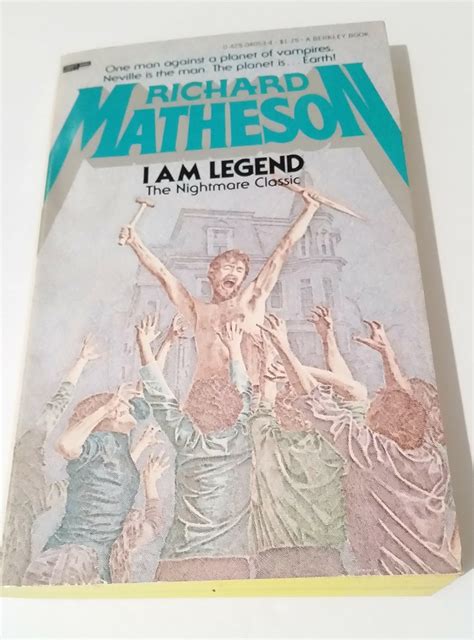 0-425-04053-4 • $1.75 • A BERKLEY BOOK
One man against a planet of vampires.
Neville is the man. The planet is... Earth!
RICHARD
MATHESON
I AM LEGEND
The Nightmare Classic